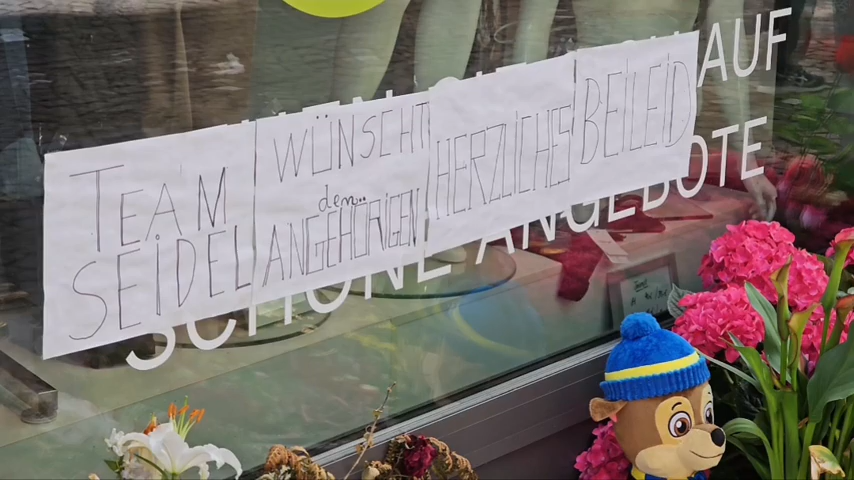 TEAM SEiDEL
WÜNSCHT den ANGEHÖRiGEN
HERZLiCHES
BEiLEiD
AUF
SCHÖNE ANGEBOTE